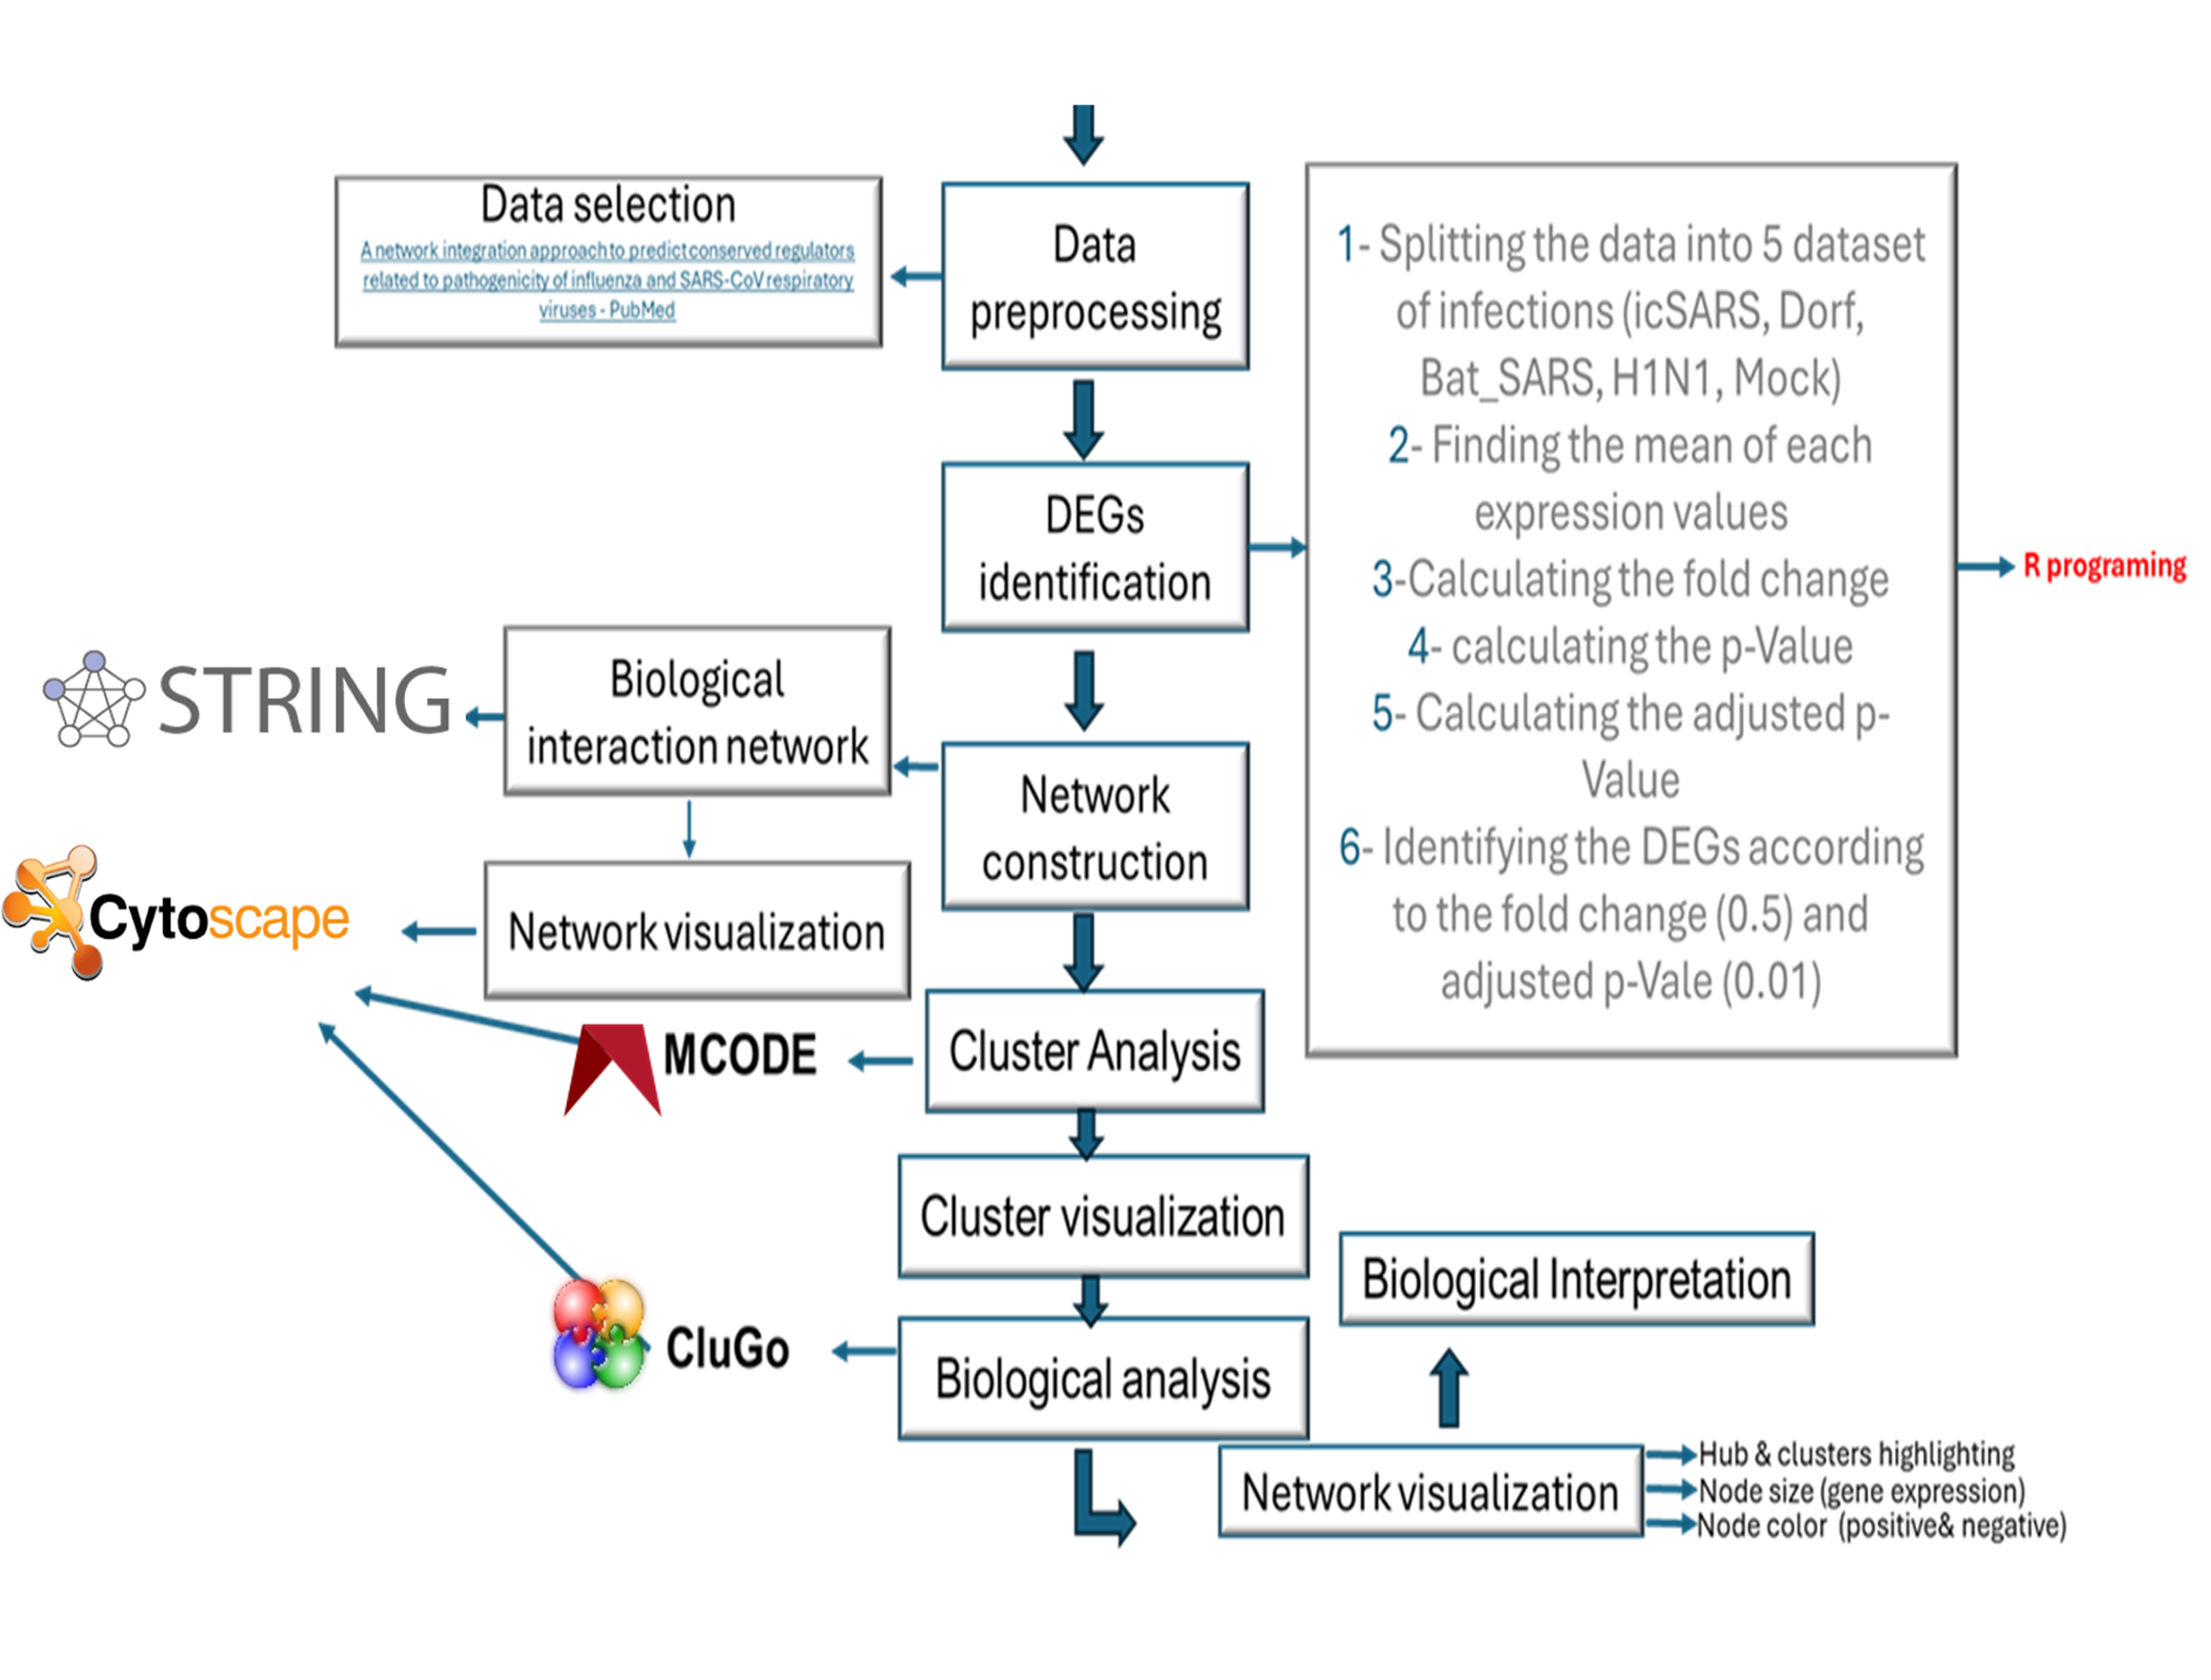 Data selection
A network integration approach to predict conserved regulators
related to pathogenicity of influenza and SARS-CoV respiratory
viruses - PubMed
Data
preprocessing
1- Splitting the data into 5 dataset
of infections (icSARS, Dorf,
Bat_SARS, H1N1, Mock)
2- Finding the mean of each
expression values
3-Calculating the fold change
4- calculating the p-Value
5- Calculating the adjusted p-
Value
6- Identifying the DEGs according
to the fold change (0.5) and
adjusted p-Vale (0.01)
R programing
DEGs
identification
STRING
Biological
interaction network
Network
construction
Cytoscape
Network visualization
MCODE
Cluster Analysis
Cluster visualization
Biological Interpretation
CluGo
Biological analysis
Network visualization
Hub & clusters highlighting
Node size (gene expression)
Node color (positive& negative)